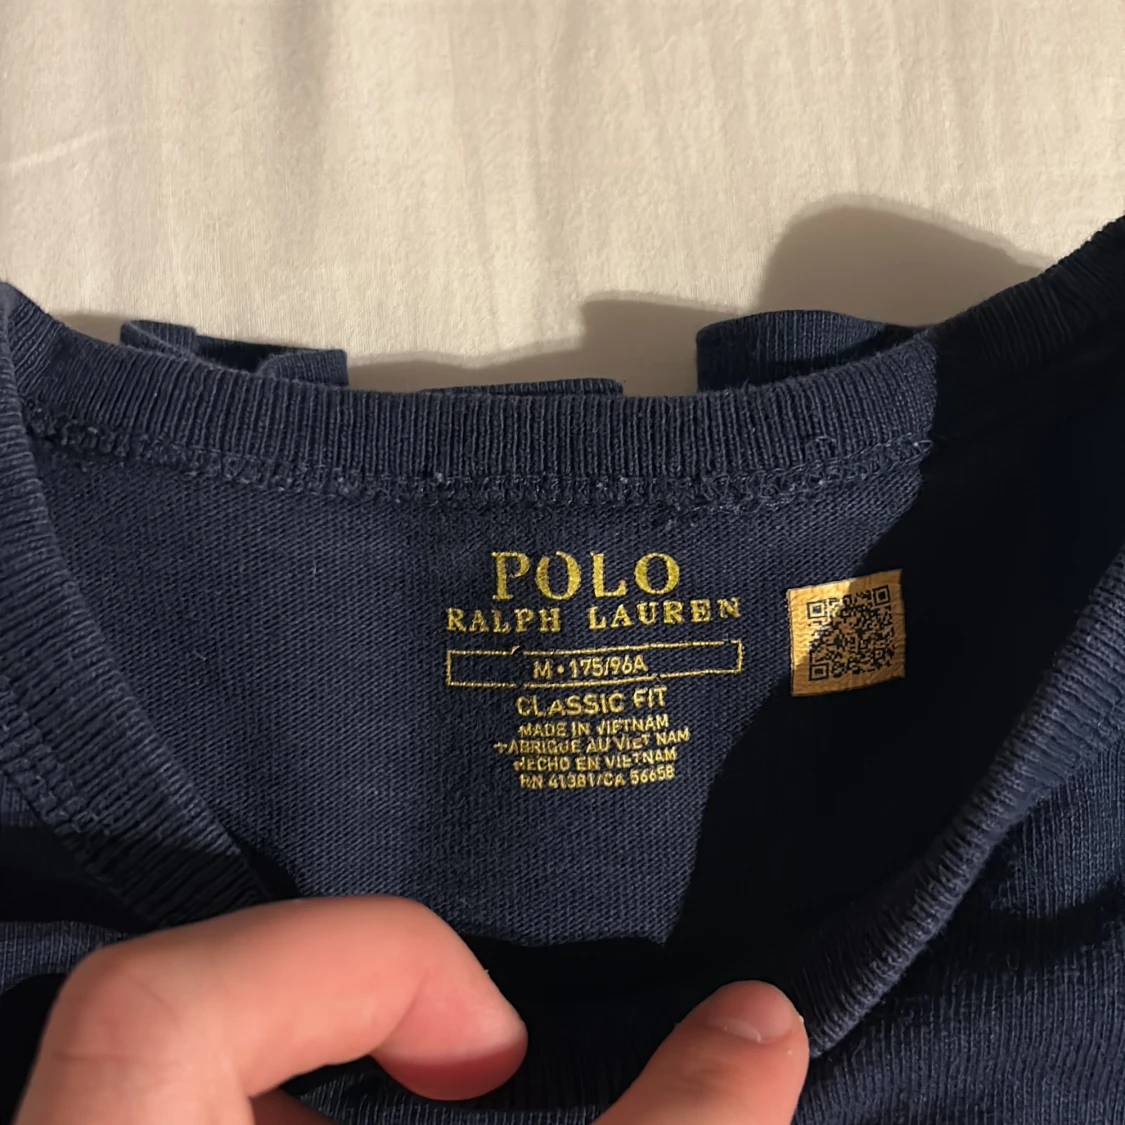 POLO
RALPH LAUREN
M • 175/96A
CLASSIC FIT
MADE IN VIETNAM
FABRIQUE AU VIET NAM
HECHO EN VIETNAM
RN 41381/CA 56658